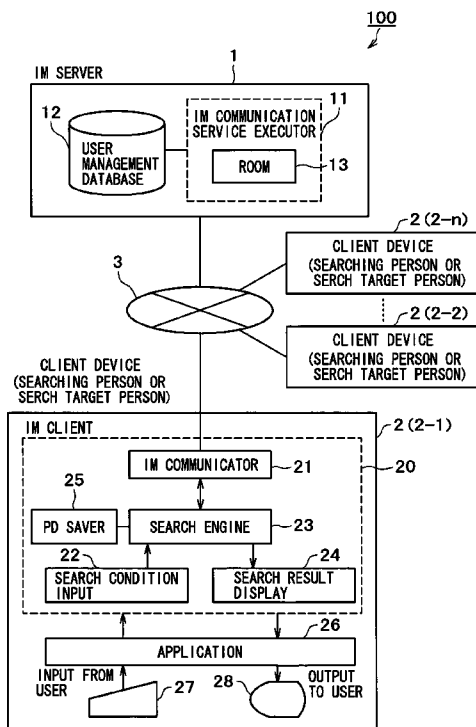 100
IM SERVER
1
12
USER
MANAGEMENT
DATABASE
IM COMMUNICATION
SERVICE EXECUTOR
11
ROOM
13
2(2-n)
CLIENT DEVICE
(SEARCHING PERSON OR
SERCH TARGET PERSON)
3
2(2-2)
CLIENT DEVICE
(SEARCHING PERSON OR
SERCH TARGET PERSON)
CLIENT DEVICE
(SEARCHING PERSON OR
SERCH TARGET PERSON)
2(2-1)
IM CLIENT
20
IM COMMUNICATOR
21
25
PD SAVER
SEARCH ENGINE
23
22
SEARCH CONDITION
INPUT
24
SEARCH RESULT
DISPLAY
26
APPLICATION
INPUT FROM
USER
27
28
OUTPUT
TO USER